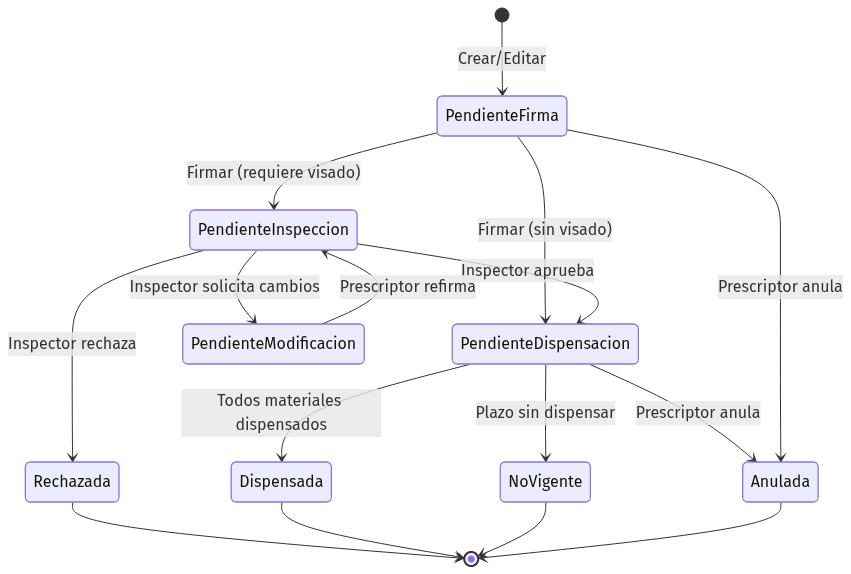 Crear/Editar
PendienteFirma
Firmar (requiere visado)
PendienteInspeccion
Firmar (sin visado)
Inspector aprueba
Inspector solicita cambios
Prescriptor refirma
Prescriptor anula
Inspector rechaza
PendienteModificacion
PendienteDispensacion
Todos materiales
dispensados
Plazo sin dispensar
Prescriptor anula
Rechazada
Dispensada
NoVigente
Anulada